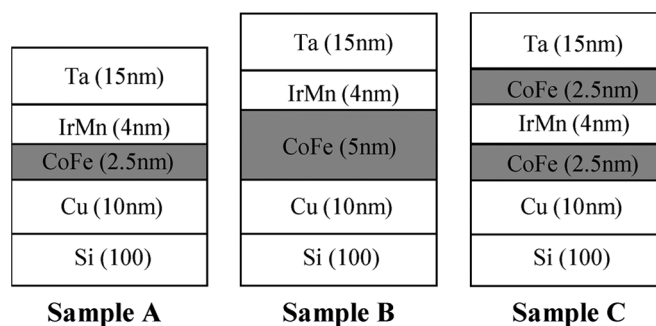 Ta (15nm)
IrMn (4nm)
CoFe (2.5nm)
Cu (10nm)
Si (100)
Sample A
Ta (15nm)
IrMn (4nm)
CoFe (5nm)
Cu (10nm)
Si (100)
Sample B
Ta (15nm)
CoFe (2.5nm)
IrMn (4nm)
CoFe (2.5nm)
Cu (10nm)
Si (100)
Sample C